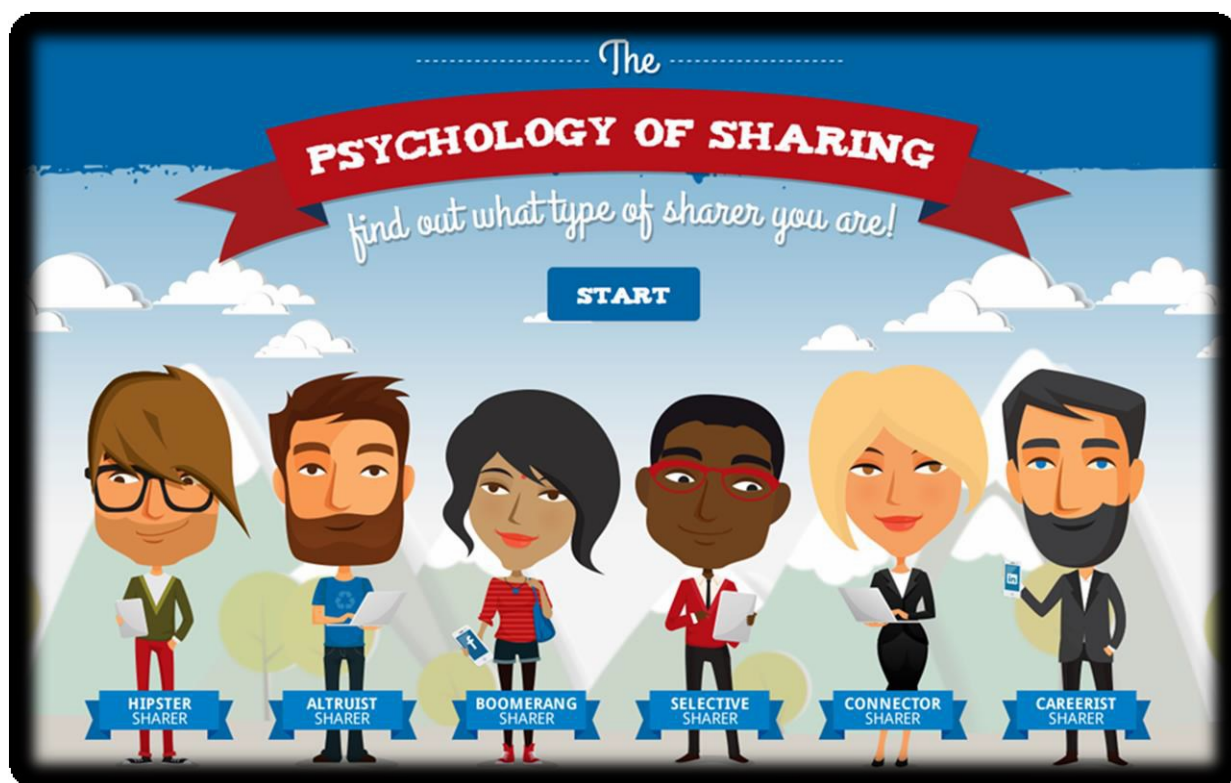 The
PSYCHOLOGY OF SHARING
find out what type of sharer you are!
START
f
in
HIPSTER
SHARER
ALTRUIST
SHARER
BOOMERANG
SHARER
SELECTIVE
SHARER
CONNECTOR
SHARER
CAREERIST
SHARER